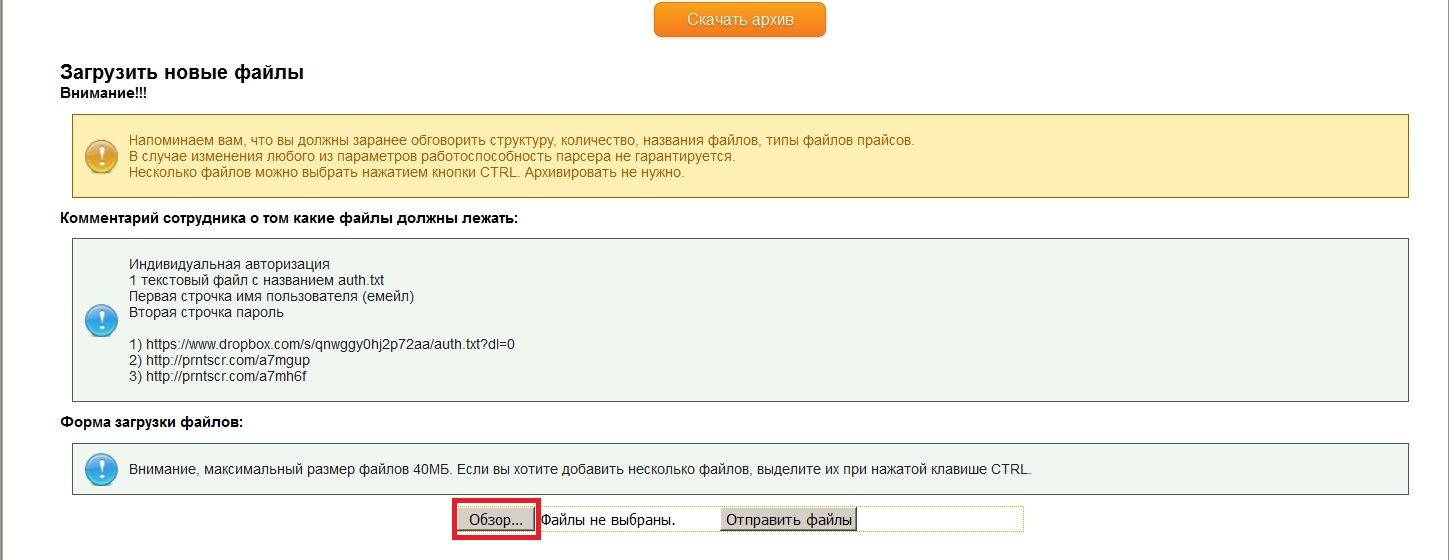 Скачать архив
Загрузить новые файлы
Внимание!!!
Напоминаем вам, что вы должны заранее обговорить структуру, количество, названия файлов, типы файлов прайсов.
В случае изменения любого из параметров работоспособность парсера не гарантируется.
Несколько файлов можно выбрать нажатием кнопки CTRL. Архивировать не нужно.
Комментарий сотрудника о том какие файлы должны лежать:
Индивидуальная авторизация
1 текстовый файл с названием auth.txt
Первая строчка имя пользователя (емейл)
Вторая строчка пароль
1) https://www.dropbox.com/s/qnwggy0hj2p72aa/auth.txt?dl=0
2) http://prntscr.com/a7mgup
3) http://prntscr.com/a7mh6f
Форма загрузки файлов:
Внимание, максимальный размер файлов 40МБ. Если вы хотите добавить несколько файлов, выделите их при нажатой клавише CTRL.
Обзор... Файлы не выбраны. Отправить файлы